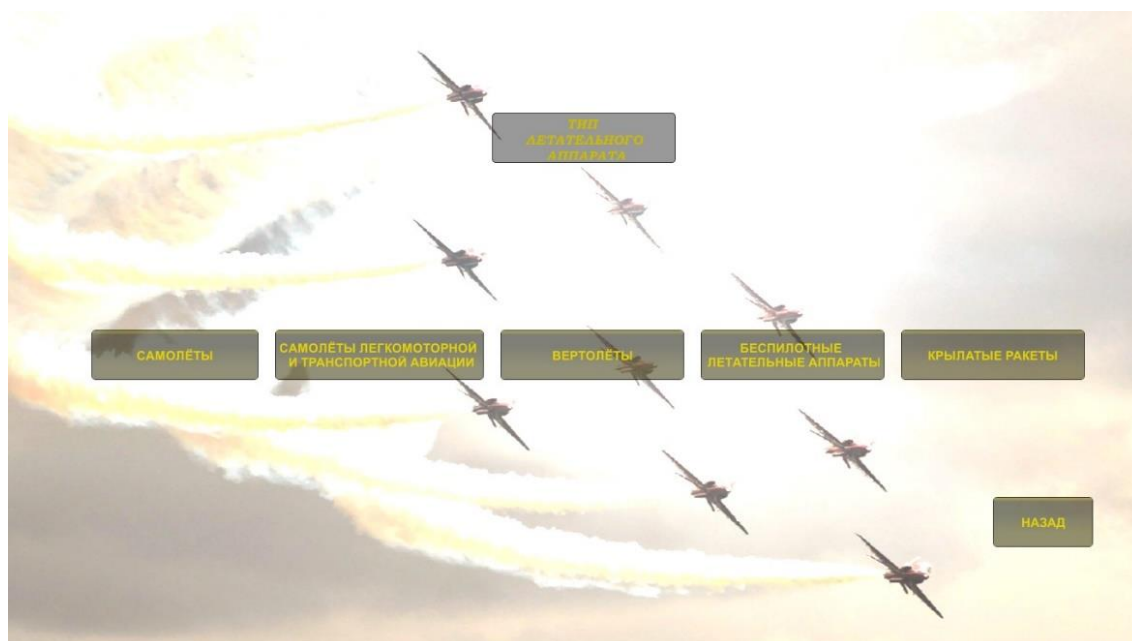 ТИП
ЛЕТАТЕЛЬНОГО
АППАРАТА
САМОЛЁТЫ
САМОЛЁТЫ ЛЕГКОМОТОРНОЙ
И ТРАНСПОРТНОЙ АВИАЦИИ
ВЕРТОЛЁТЫ
БЕСПИЛОТНЫЕ
ЛЕТАТЕЛЬНЫЕ АППАРАТЫ
КРЫЛАТЫЕ РАКЕТЫ
НАЗАД